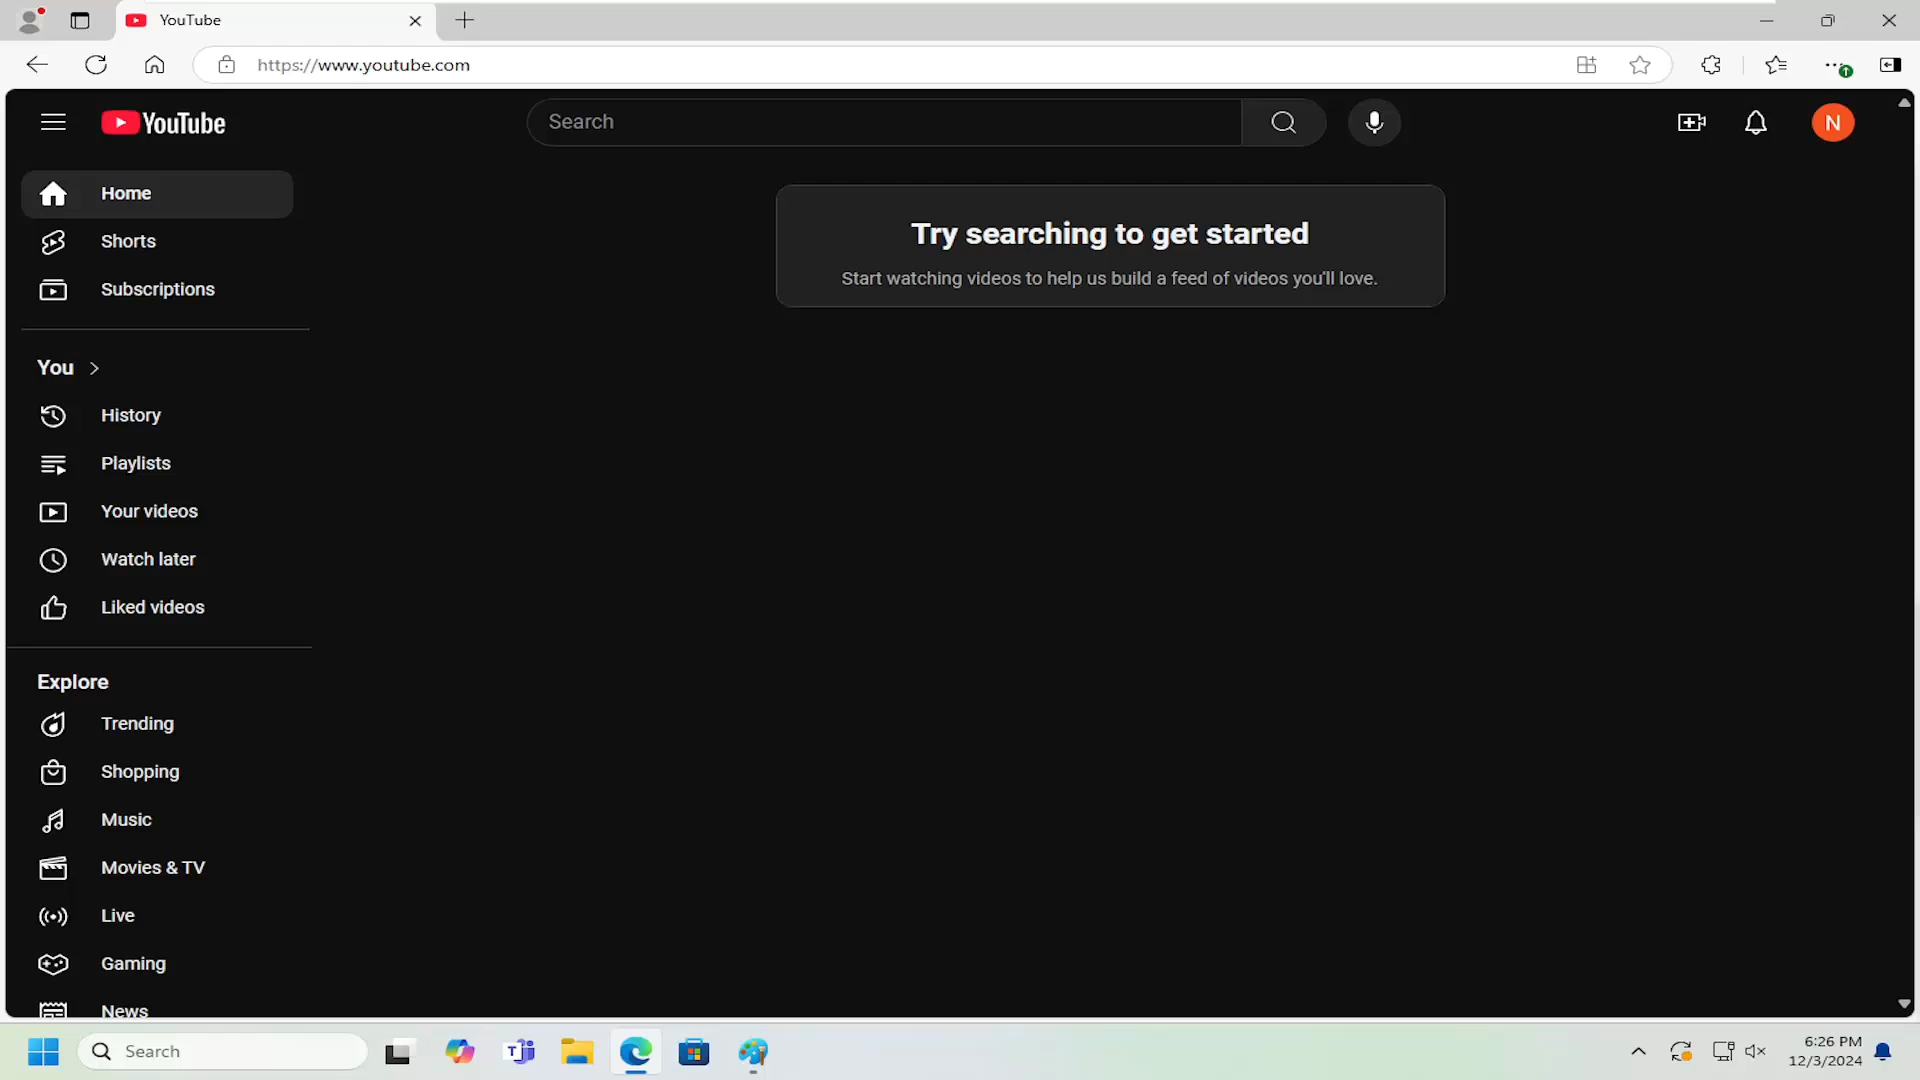 YouTube
https://www.youtube.com
YouTube
Search
N
Home
Try searching to get started
Start watching videos to help us build a feed of videos you'll love.
Shorts
Subscriptions
You
History
Playlists
Your videos
Watch later
Liked videos
Explore
Trending
Shopping
Music
Movies & TV
Live
Gaming
News
Search
6:26 PM
12/3/2024